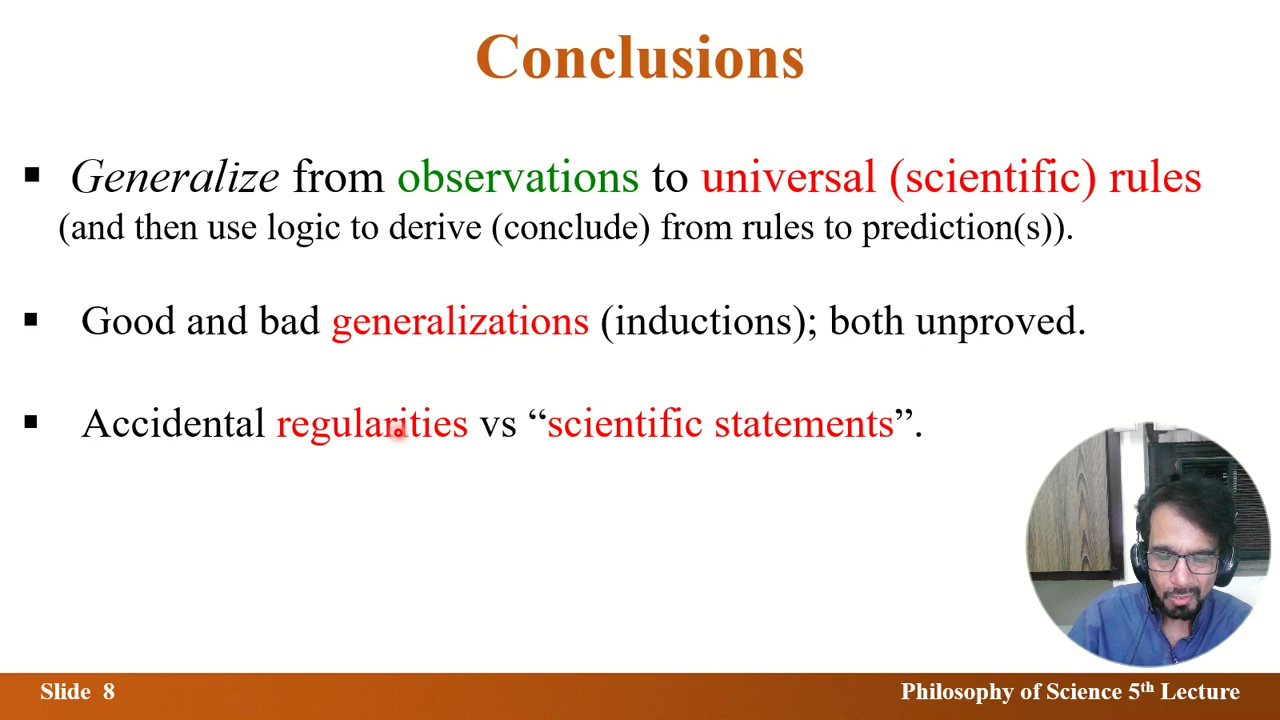 Conclusions
▪ Generalize from observations to universal (scientific) rules
(and then use logic to derive (conclude) from rules to prediction(s)).
▪ Good and bad generalizations (inductions); both unproved.
▪ Accidental regularities vs “scientific statements”.
Slide 8
Philosophy of Science 5th Lecture